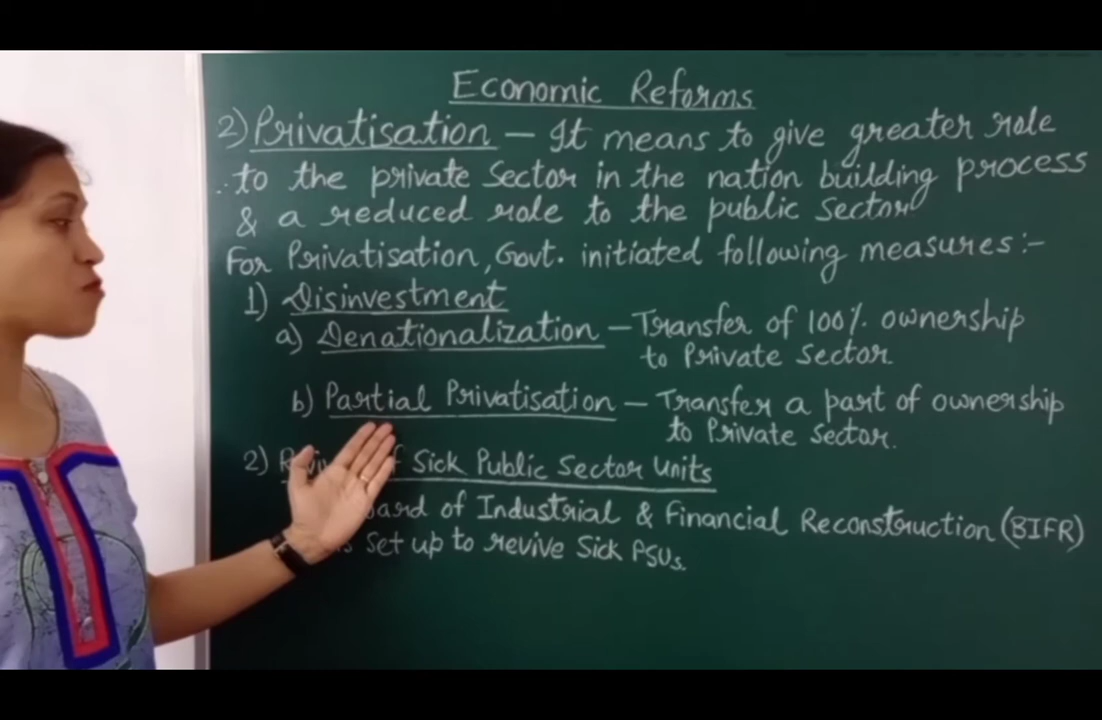 Economic Reforms
2) Privatisation – It means to give greater role
to the private Sector in the nation building process
& a reduced role to the public Sector
For Privatisation, Govt. initiated following measures:-
1) Disinvestment
a) Denationalization – Transfer of 100% ownership
to Private Sector.
b) Partial Privatisation – Transfer a part of ownership
to Private Sector.
2) Sick Public Sector Units
of Industrial & Financial Reconstruction (BIFR)
Set up to revive Sick PSUs.